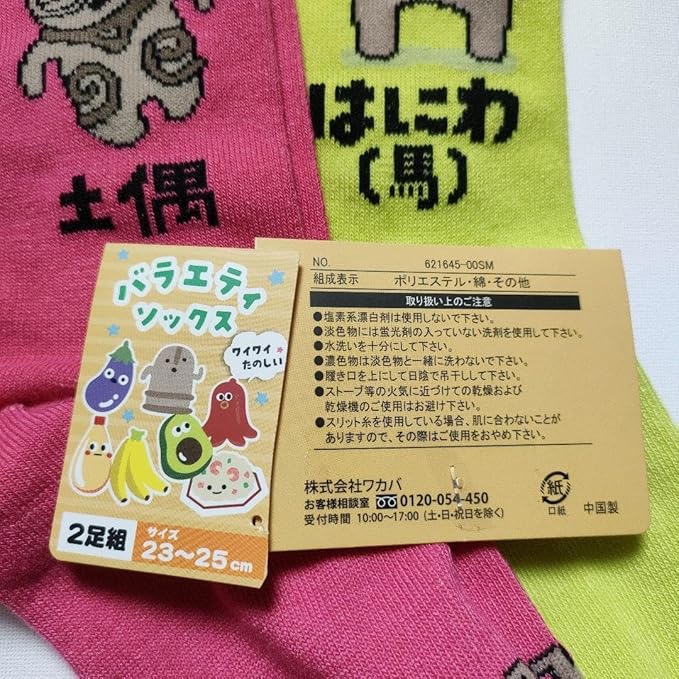 土偶
はにわ
(馬)
バラエティ
ソックス
ワイワイ
たのしい
2足組
サイズ
23～25cm
NO. 621645-00SM
組成表示 ポリエステル・綿・その他
取り扱い上のご注意
●塩素系漂白剤は使用しないで下さい。
●淡色物には蛍光剤の入っていない洗剤を使用して下さい。
●水洗いを十分にして下さい。
●濃色物は淡色物と一緒に洗わないで下さい。
●履き口を上にして日陰で吊干しして下さい。
●ストーブ等の火気に近づけての乾燥および
乾燥機のご使用はお避け下さい。
●スリット糸を使用している場合、肌に合わないことが
ありますので、その際はご使用をおやめ下さい。
株式会社ワカバ
お客様相談室 0120-054-450
受付時間 10:00～17:00 (土・日・祝日を除く)
紙
口紙
中国製